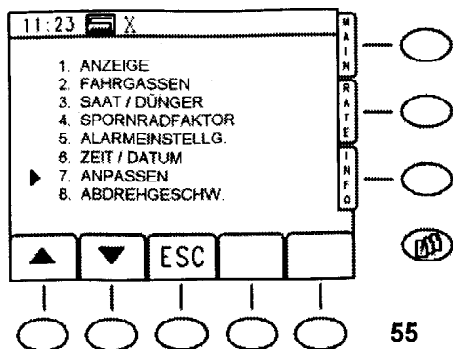 11:23 X
1. ANZEIGE
2. FAHRGASSEN
3. SAAT / DÜNGER
4. SPORNRADFAKTOR
5. ALARMEINSTELLG.
6. ZEIT / DATUM
7. ANPASSEN
8. ABDREHGESCHW.
MAIN
RATE
INFO
ESC
55